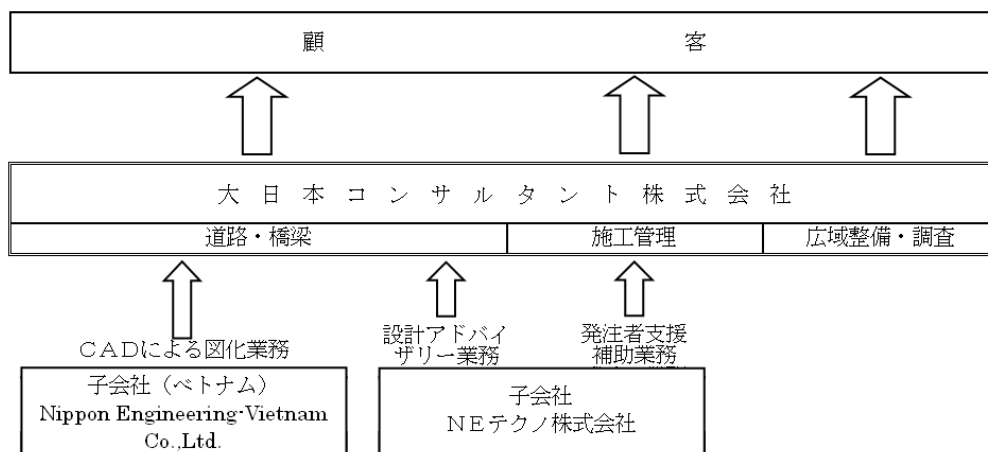 顧客
大日本コンサルタント株式会社
道路・橋梁 施工管理 広域整備・調査
CADによる図化業務
設計アドバイ
ザリー業務
発注者支援
補助業務
子会社(ベトナム)
Nippon Engineering-Vietnam
Co.,Ltd.
子会社
NEテクノ株式会社